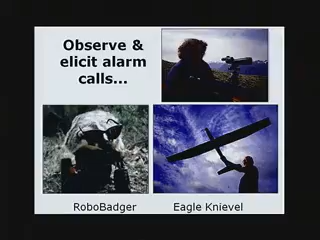 Observe &
elicit alarm
calls...
RoboBadger
Eagle Knievel